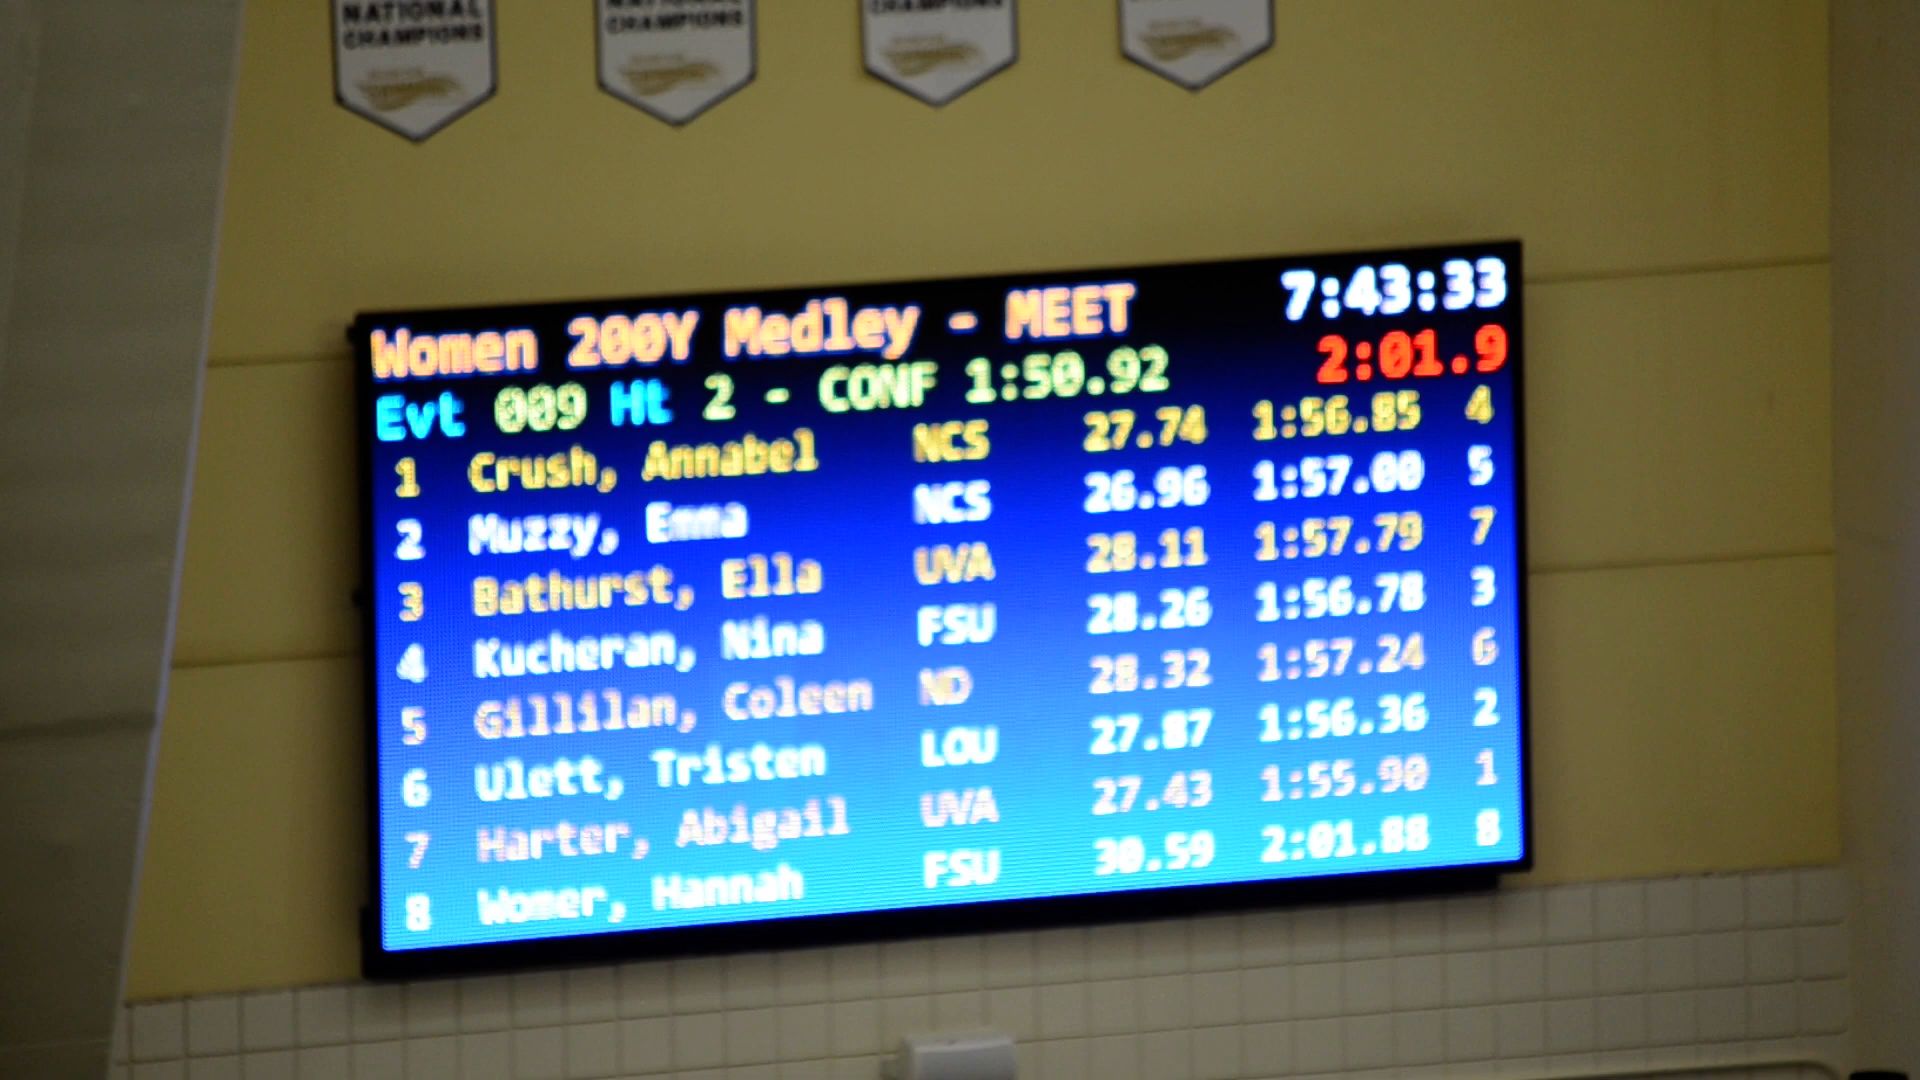 NATIONAL
CHAMPIONS
NATIONAL
CHAMPIONS
CHAMPIONS
Women 200Y Medley - MEET 7:43:33
Evt 009 Ht 2 - CONF 1:50.92 2:01.9
1 Crush, Annabel NCS 27.74 1:56.85 4
2 Muzzy, Emma NCS 26.96 1:57.00 5
3 Bathurst, Ella UVA 28.11 1:57.79 7
4 Kucheran, Nina FSU 28.26 1:56.78 3
5 Gillilan, Coleen ND 28.32 1:57.24 6
6 Ulett, Tristen LOU 27.87 1:56.36 2
7 Harter, Abigail UVA 27.43 1:55.90 1
8 Womer, Hannah FSU 30.59 2:01.88 8